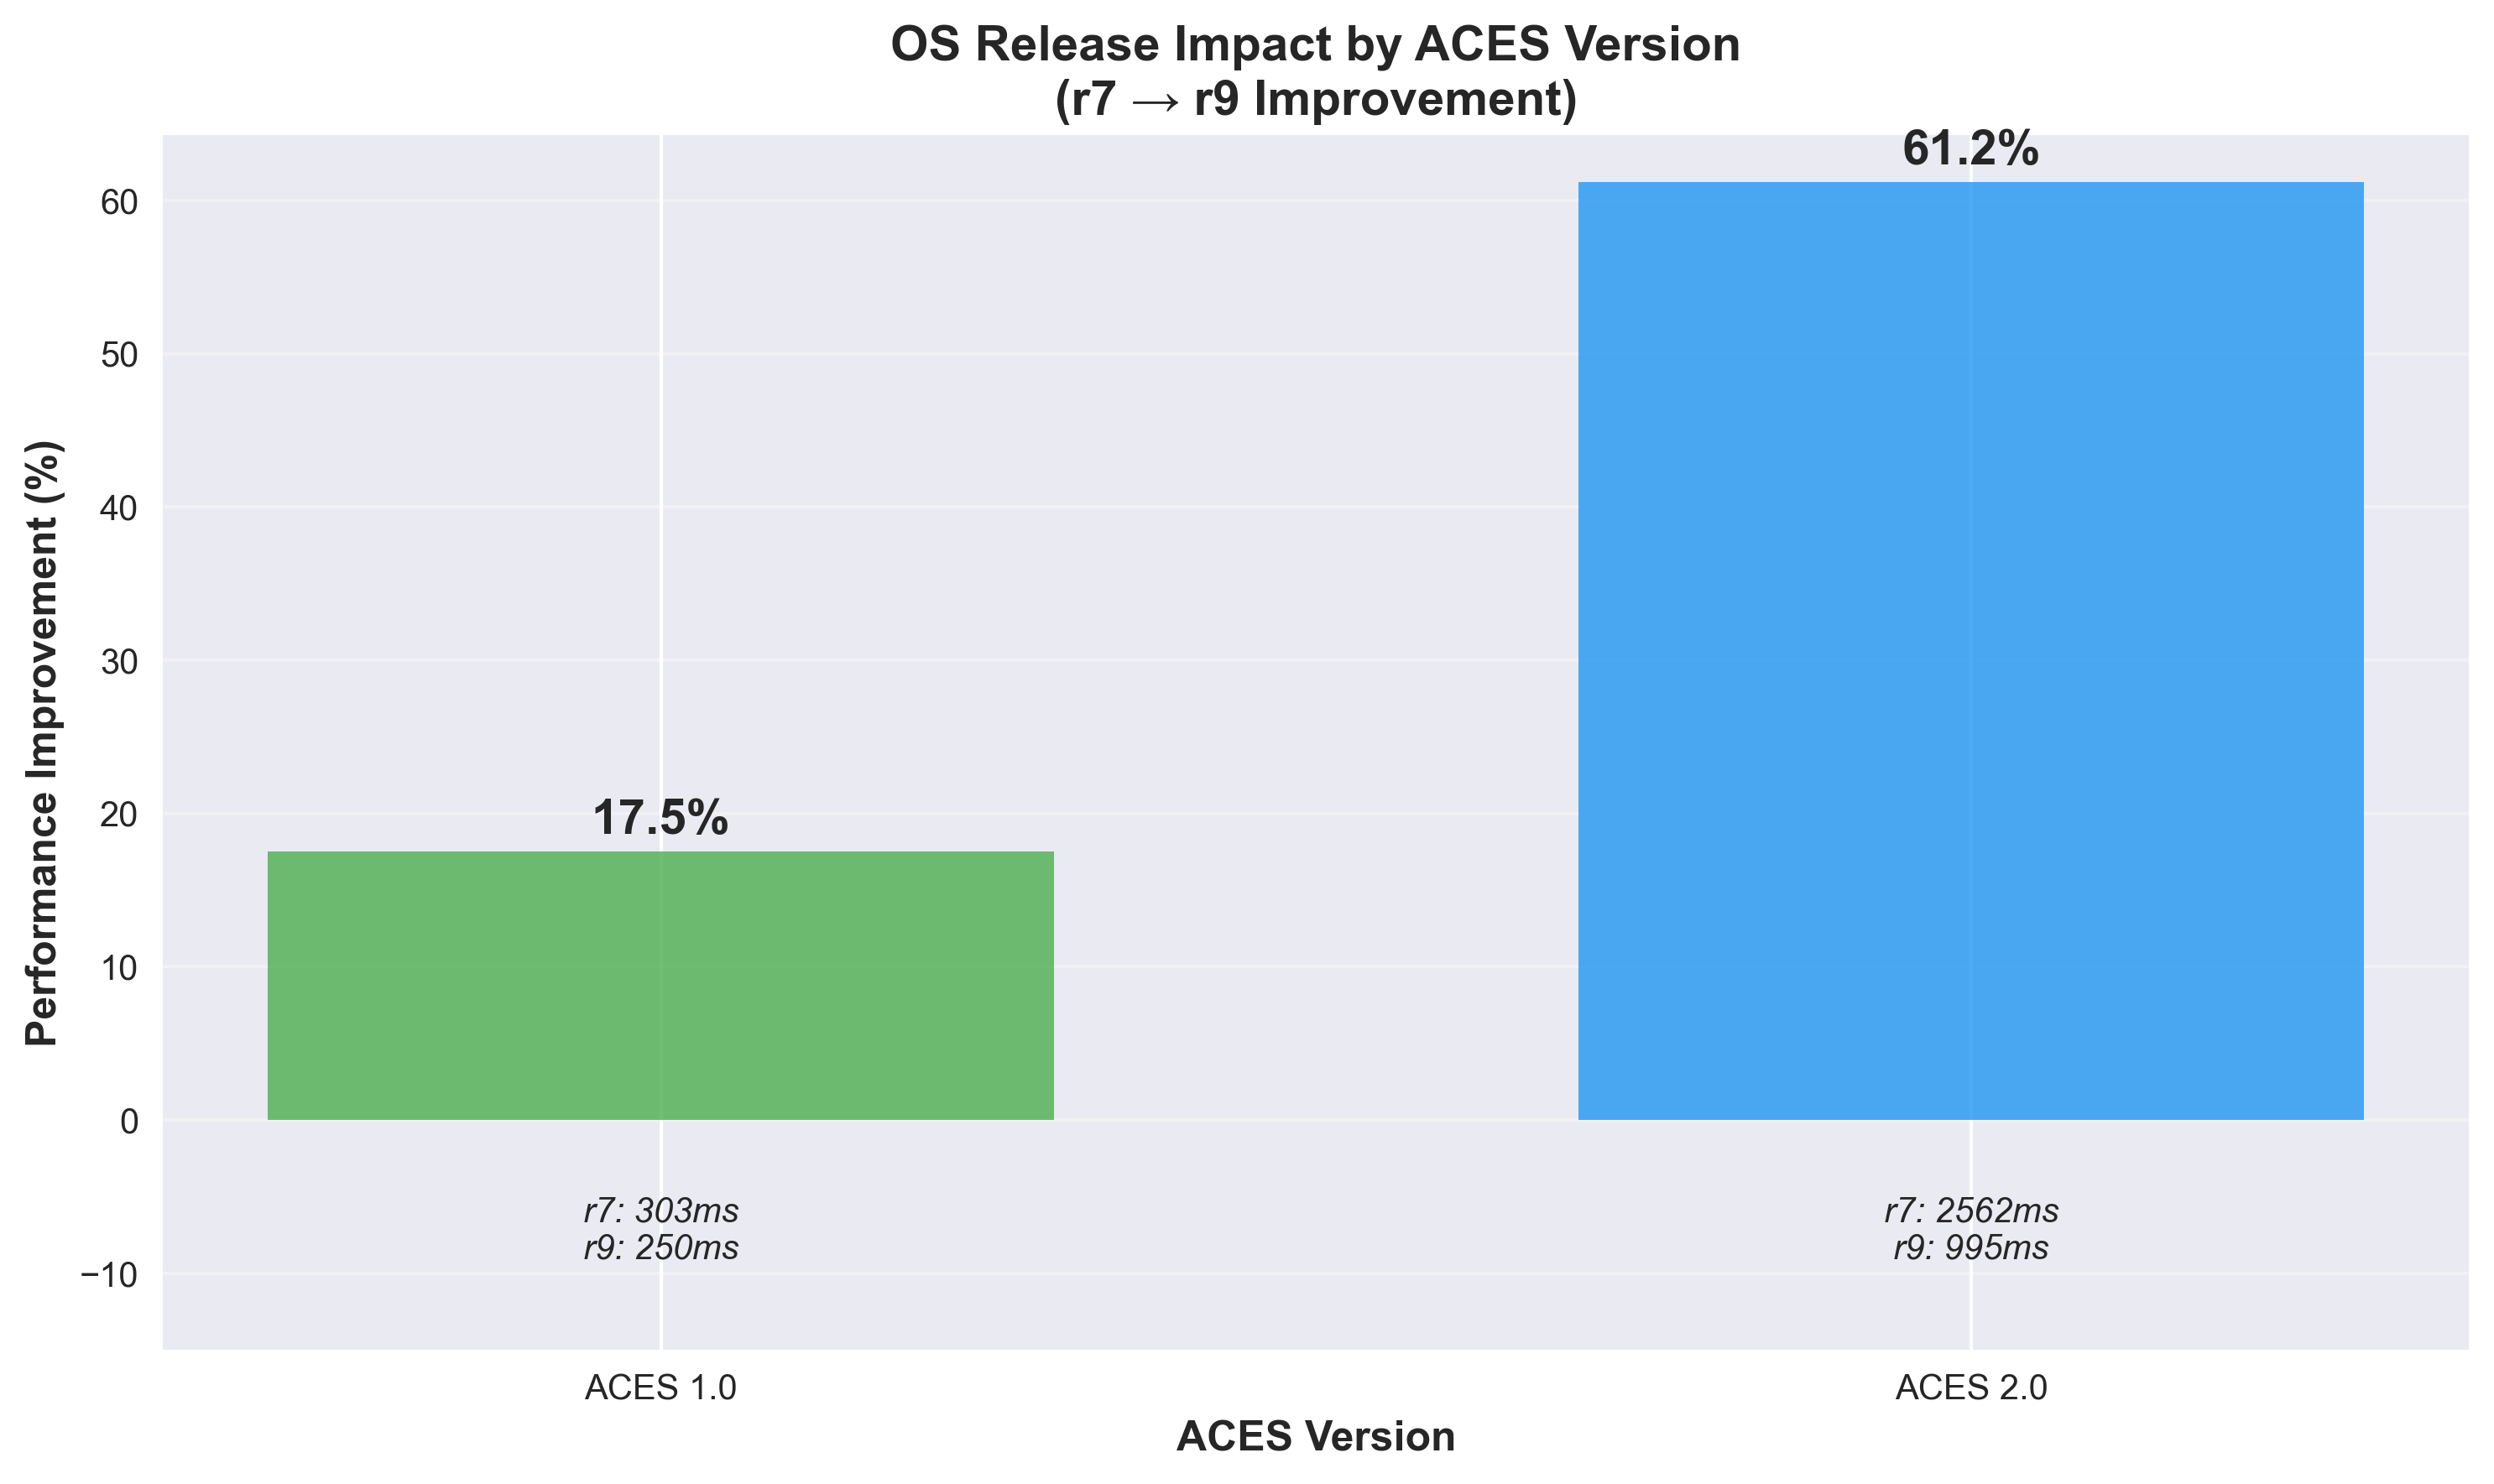 OS Release Impact by ACES Version
(r7 → r9 Improvement)
61.2%
17.5%
Performance Improvement (%)
60
50
40
30
20
10
0
−10
r7: 303ms
r9: 250ms
r7: 2562ms
r9: 995ms
ACES 1.0
ACES 2.0
ACES Version